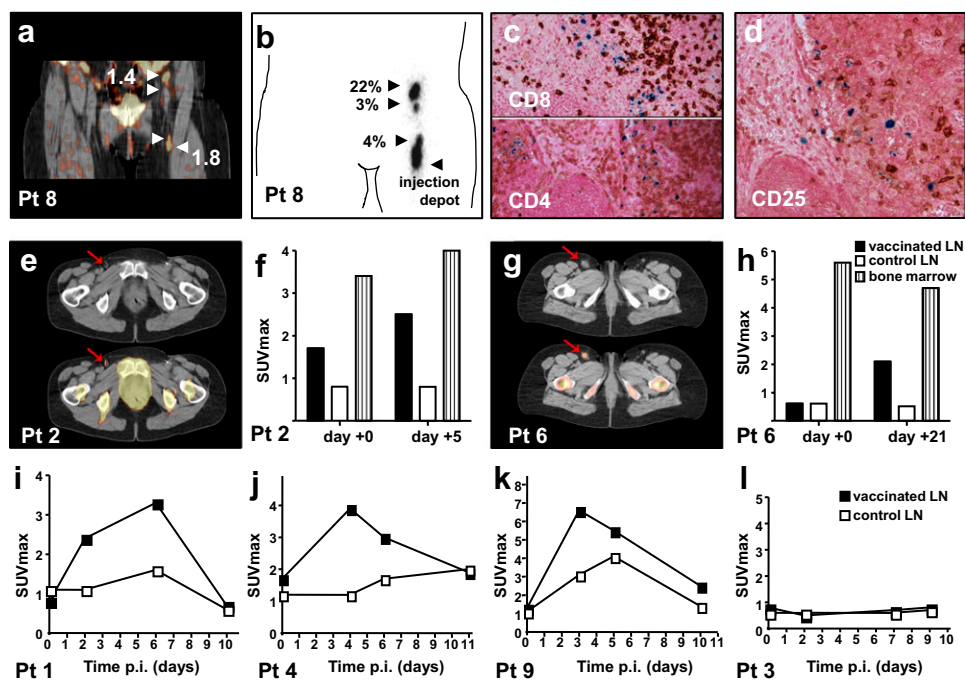 a
1.4
1.8
Pt 8
b
22%
3%
4%
injection
depot
Pt 8
c
CD8
CD4
d
CD25
e
Pt 2
f
SUVmax
4
3
2
1
day +0
day +5
Pt 2
g
Pt 6
h
vaccinated LN
control LN
bone marrow
SUVmax
6
5
4
3
2
1
day +0
day +21
Pt 6
i
SUVmax
4
3
2
1
0
0 1 2 3 4 5 6 7 8 9 10
Time p.i. (days)
Pt 1
j
SUVmax
4
3
2
1
0
0 1 2 3 4 5 6 7 8 9 10 11
Time p.i. (days)
Pt 4
k
SUVmax
8
7
6
5
4
3
2
1
0
0 1 2 3 4 5 6 7 8 9 10 11
Time p.i. (days)
Pt 9
l
vaccinated LN
control LN
SUVmax
5
4
3
2
1
0
0 1 2 3 4 5 6 7 8 9 10
Time p.i. (days)
Pt 3